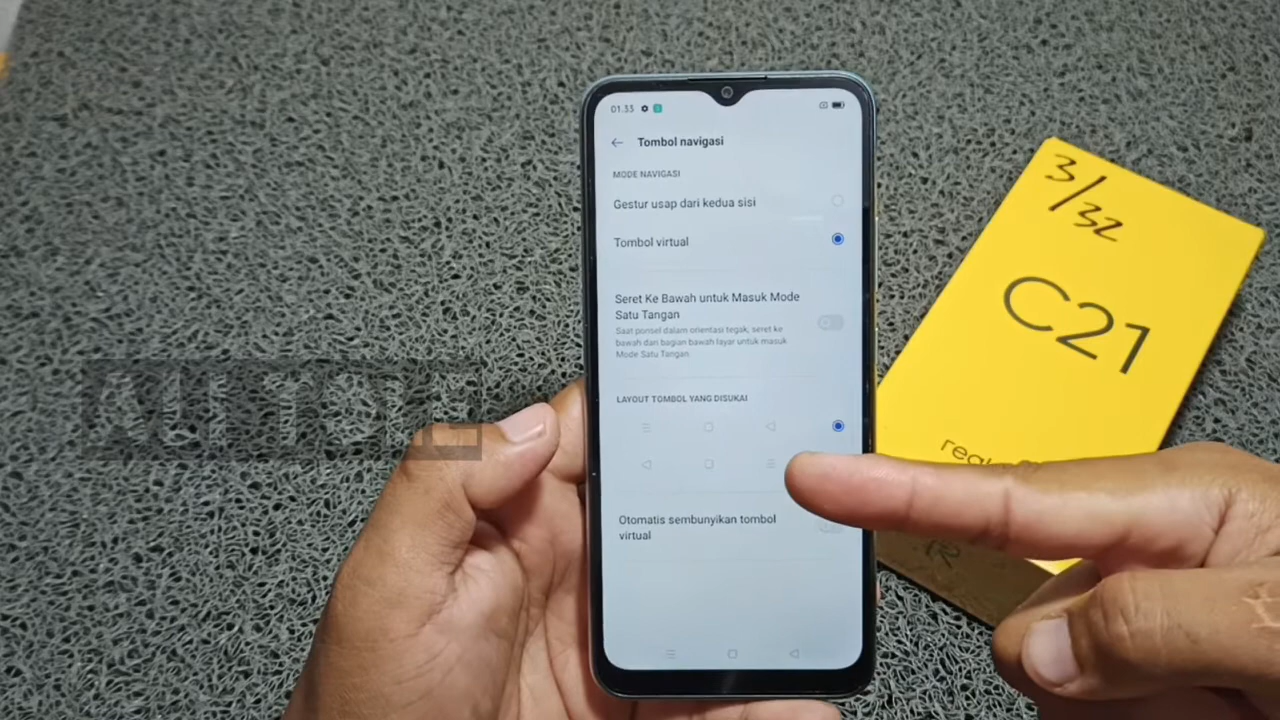 01.33
Tombol navigasi
MODE NAVIGASI
Gestur usap dari kedua sisi
Tombol virtual
Seret Ke Bawah untuk Masuk Mode
Satu Tangan
Saat ponsel dalam orientasi tegak, seret ke
bawah dari bagian bawah layar untuk masuk
Mode Satu Tangan
LAYOUT TOMBOL YANG DISUKAI
Otomatis sembunyikan tombol
virtual
3/32
C21